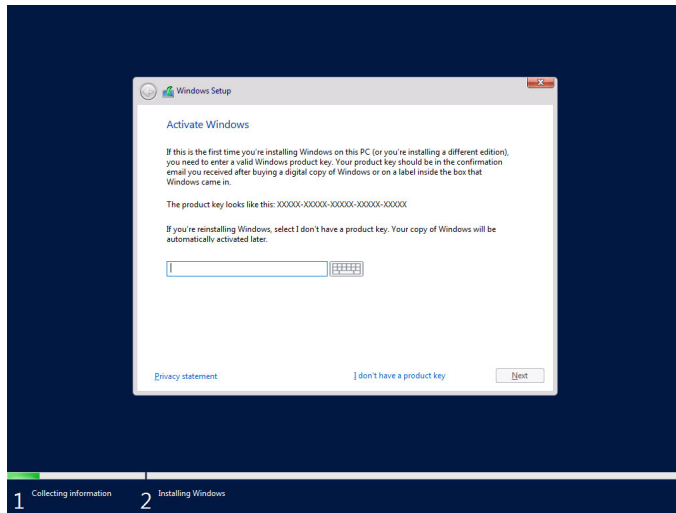 Windows Setup
Activate Windows
If this is the first time you're installing Windows on this PC (or you're installing a different edition),
you need to enter a valid Windows product key. Your product key should be in the confirmation
email you received after buying a digital copy of Windows or on a label inside the box that
Windows came in.
The product key looks like this: XXXXX-XXXXX-XXXXX-XXXXX-XXXXX
If you're reinstalling Windows, select I don't have a product key. Your copy of Windows will be
automatically activated later.
Privacy statement
I don't have a product key
Next
1 Collecting information
2 Installing Windows